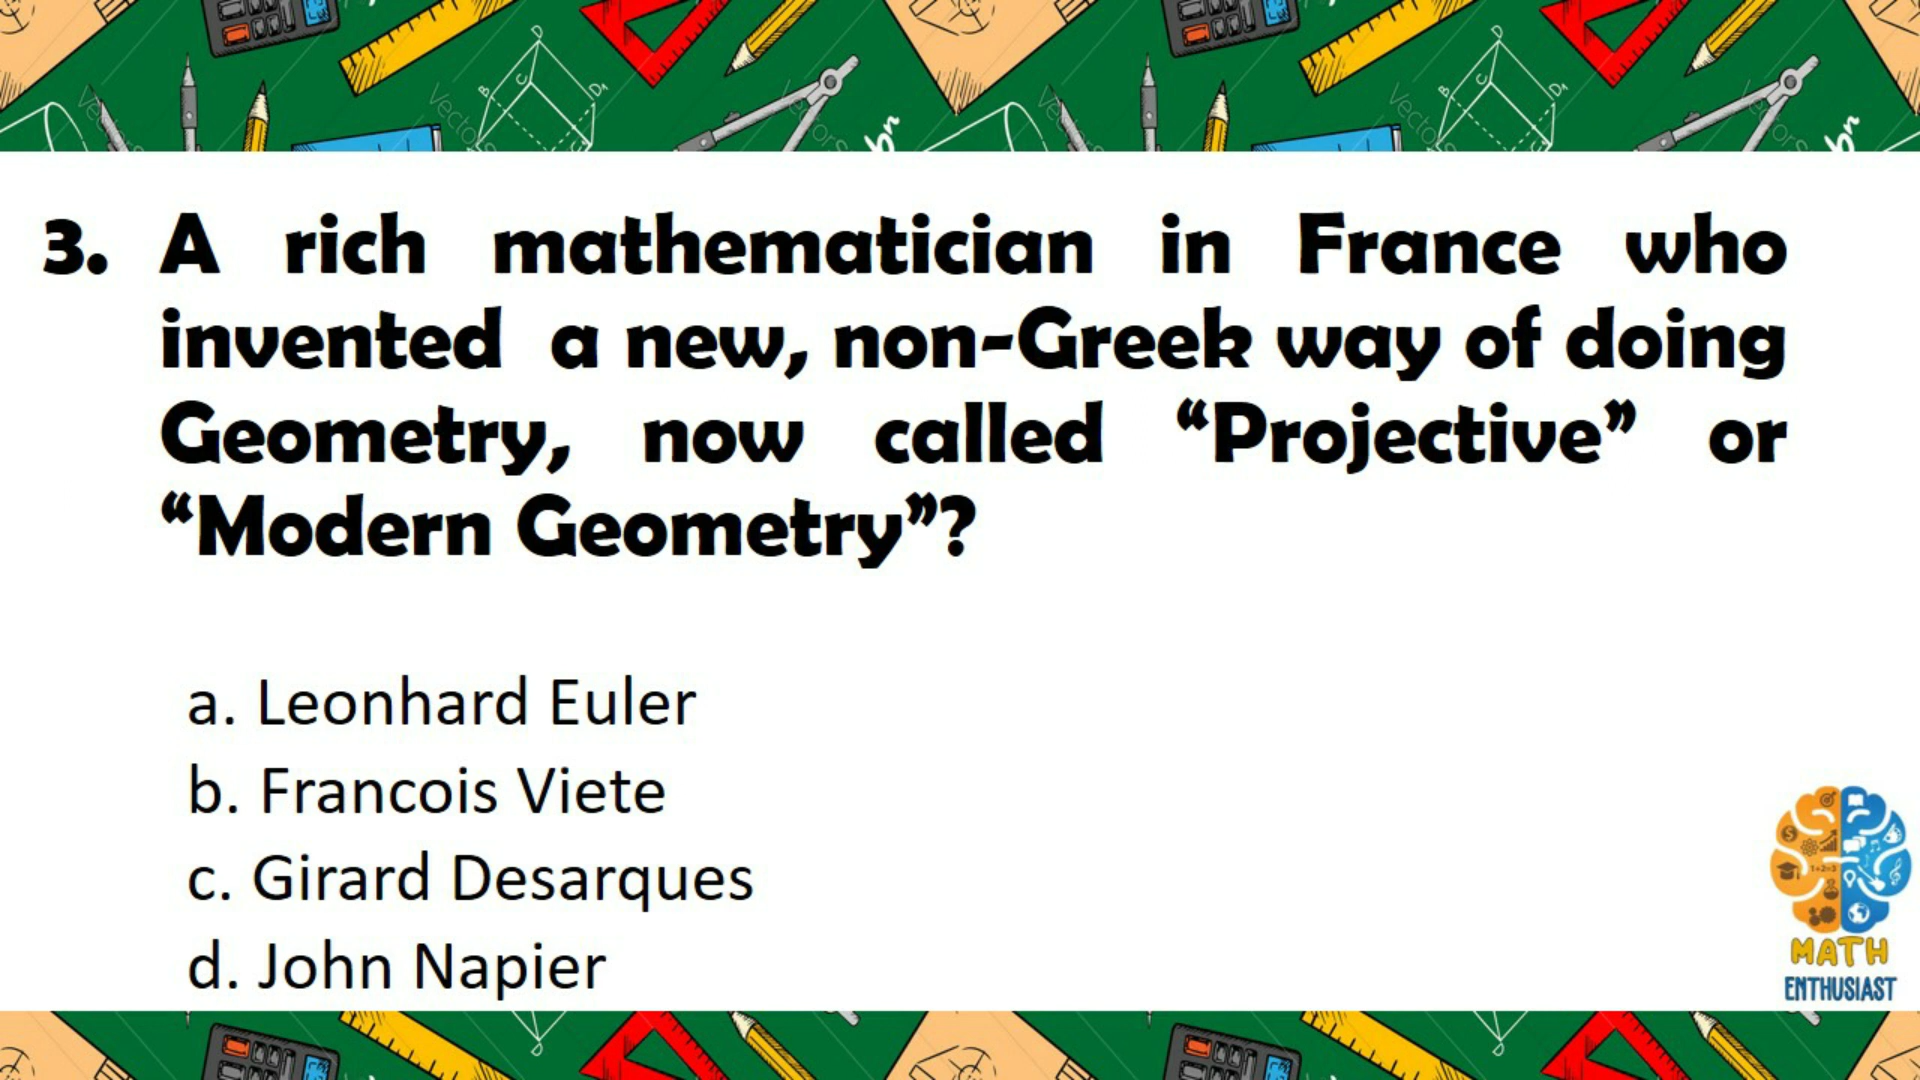 3. A rich mathematician in France who
invented a new, non-Greek way of doing
Geometry, now called “Projective” or
“Modern Geometry”?
a. Leonhard Euler
b. Francois Viete
c. Girard Desarques
d. John Napier
MATH
ENTHUSIAST